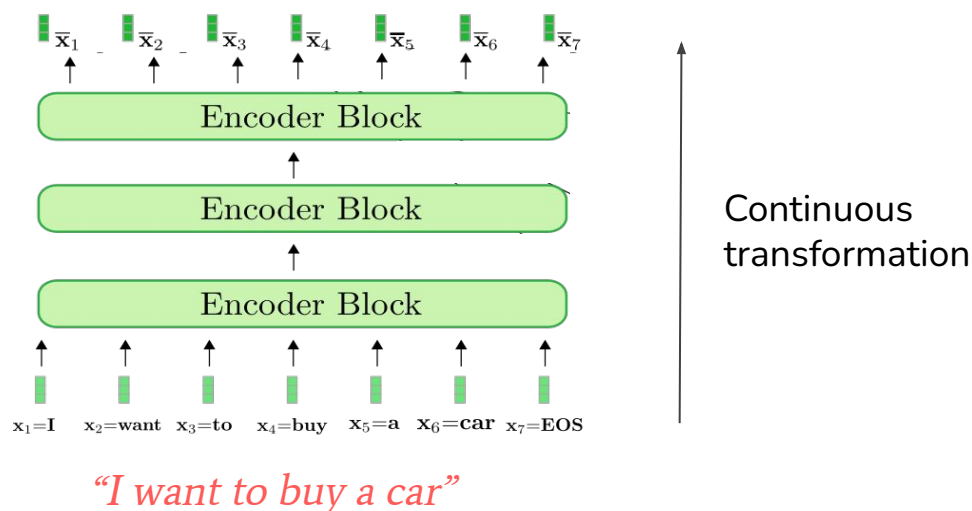 x̄₁ x̄₂ x̄₃ x̄₄ x̄₅ x̄₆ x̄₇
Encoder Block
Encoder Block
Encoder Block
x₁=I x₂=want x₃=to x₄=buy x₅=a x₆=car x₇=EOS
“I want to buy a car”
Continuous
transformation